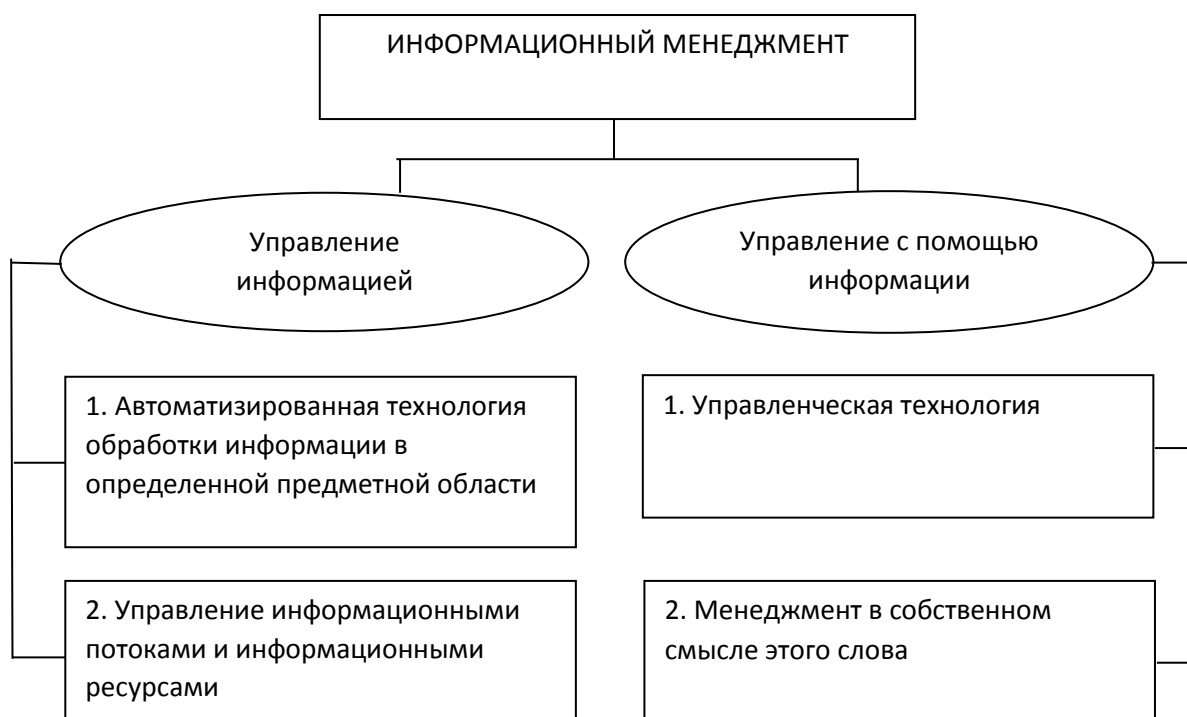 ИНФОРМАЦИОННЫЙ МЕНЕДЖМЕНТ
Управление
информацией
Управление с помощью
информации
1. Автоматизированная технология
обработки информации в
определенной предметной области
1. Управленческая технология
2. Управление информационными
потоками и информационными
ресурсами
2. Менеджмент в собственном
смысле этого слова